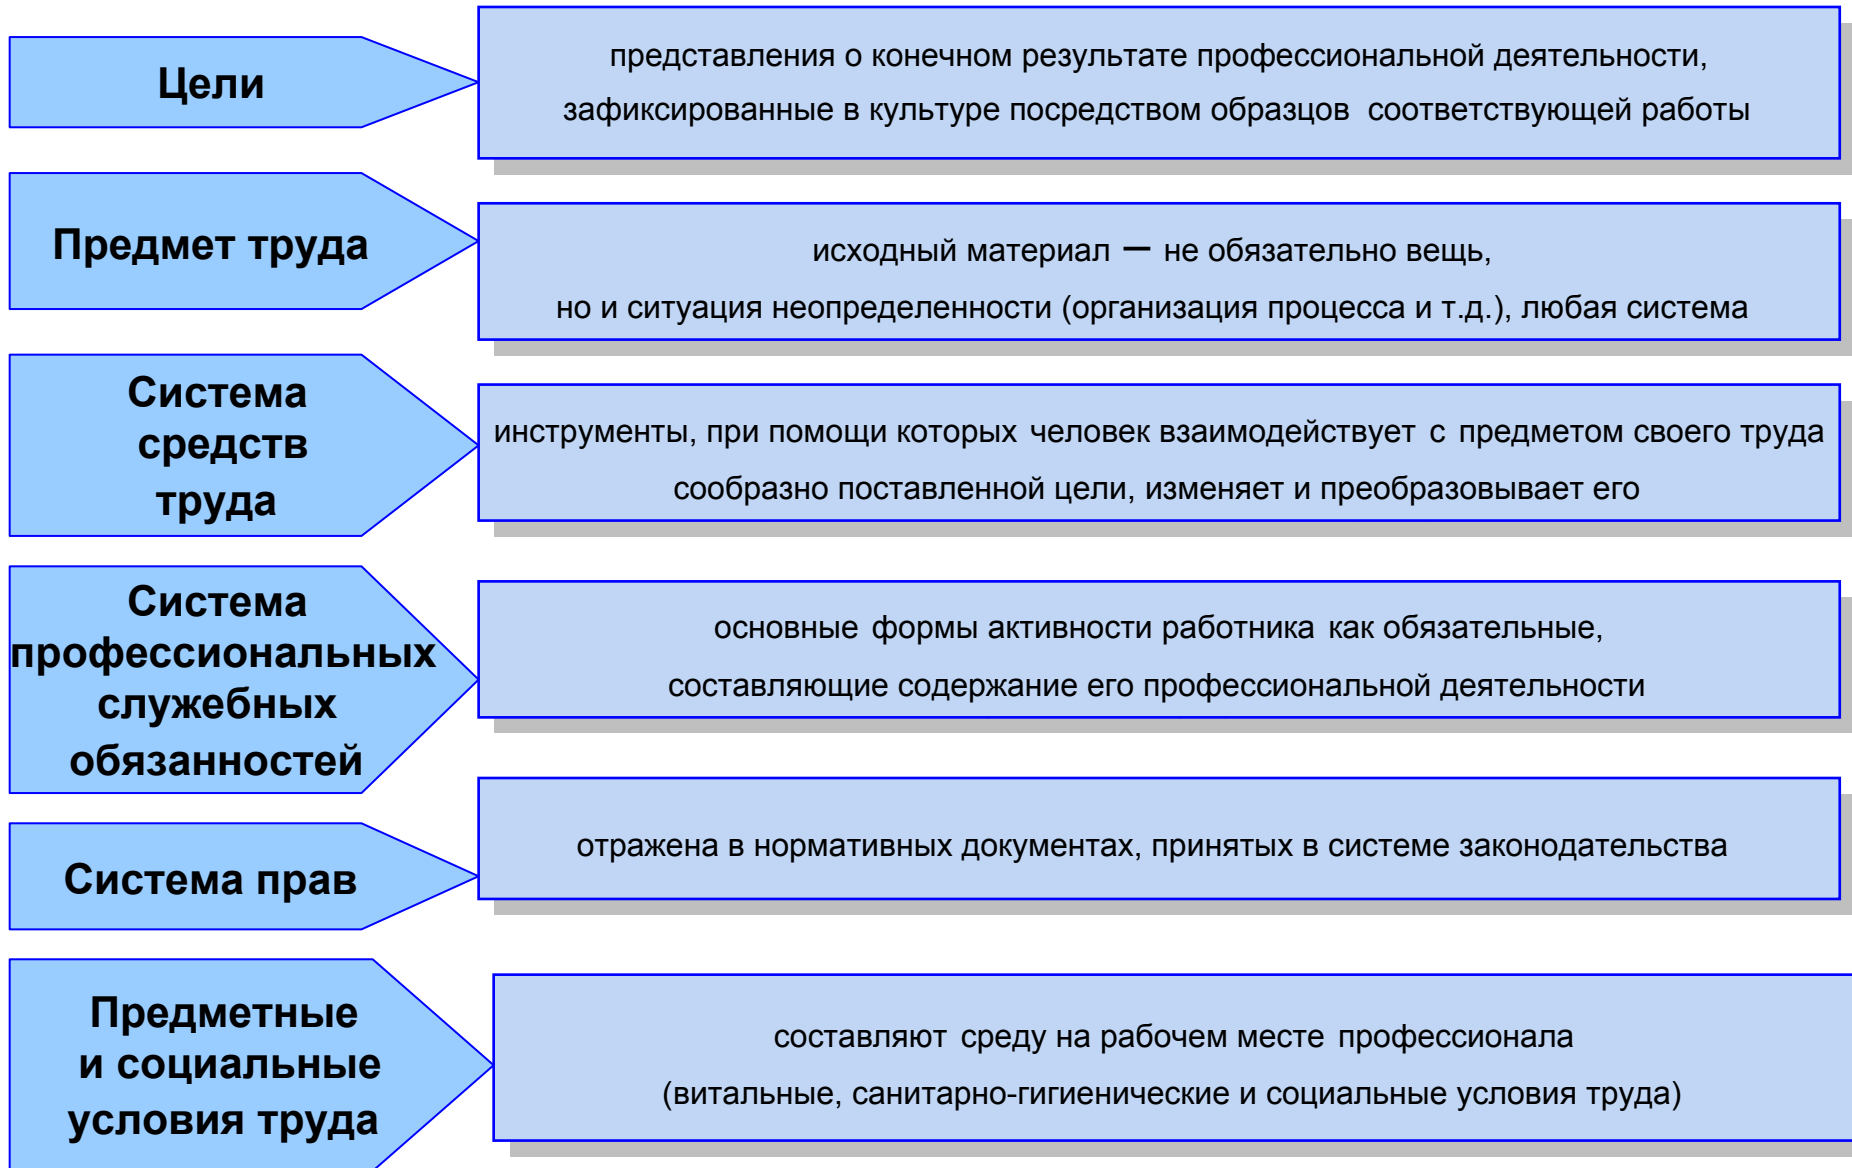 Цели
представления о конечном результате профессиональной деятельности,
зафиксированные в культуре посредством образцов соответствующей работы
Предмет труда
исходный материал — не обязательно вещь,
но и ситуация неопределенности (организация процесса и т.д.), любая система
Система
средств
труда
инструменты, при помощи которых человек взаимодействует с предметом своего труда
сообразно поставленной цели, изменяет и преобразовывает его
Система
профессиональных
служебных
обязанностей
основные формы активности работника как обязательные,
составляющие содержание его профессиональной деятельности
Система прав
отражена в нормативных документах, принятых в системе законодательства
Предметные
и социальные
условия труда
составляют среду на рабочем месте профессионала
(витальные, санитарно-гигиенические и социальные условия труда)